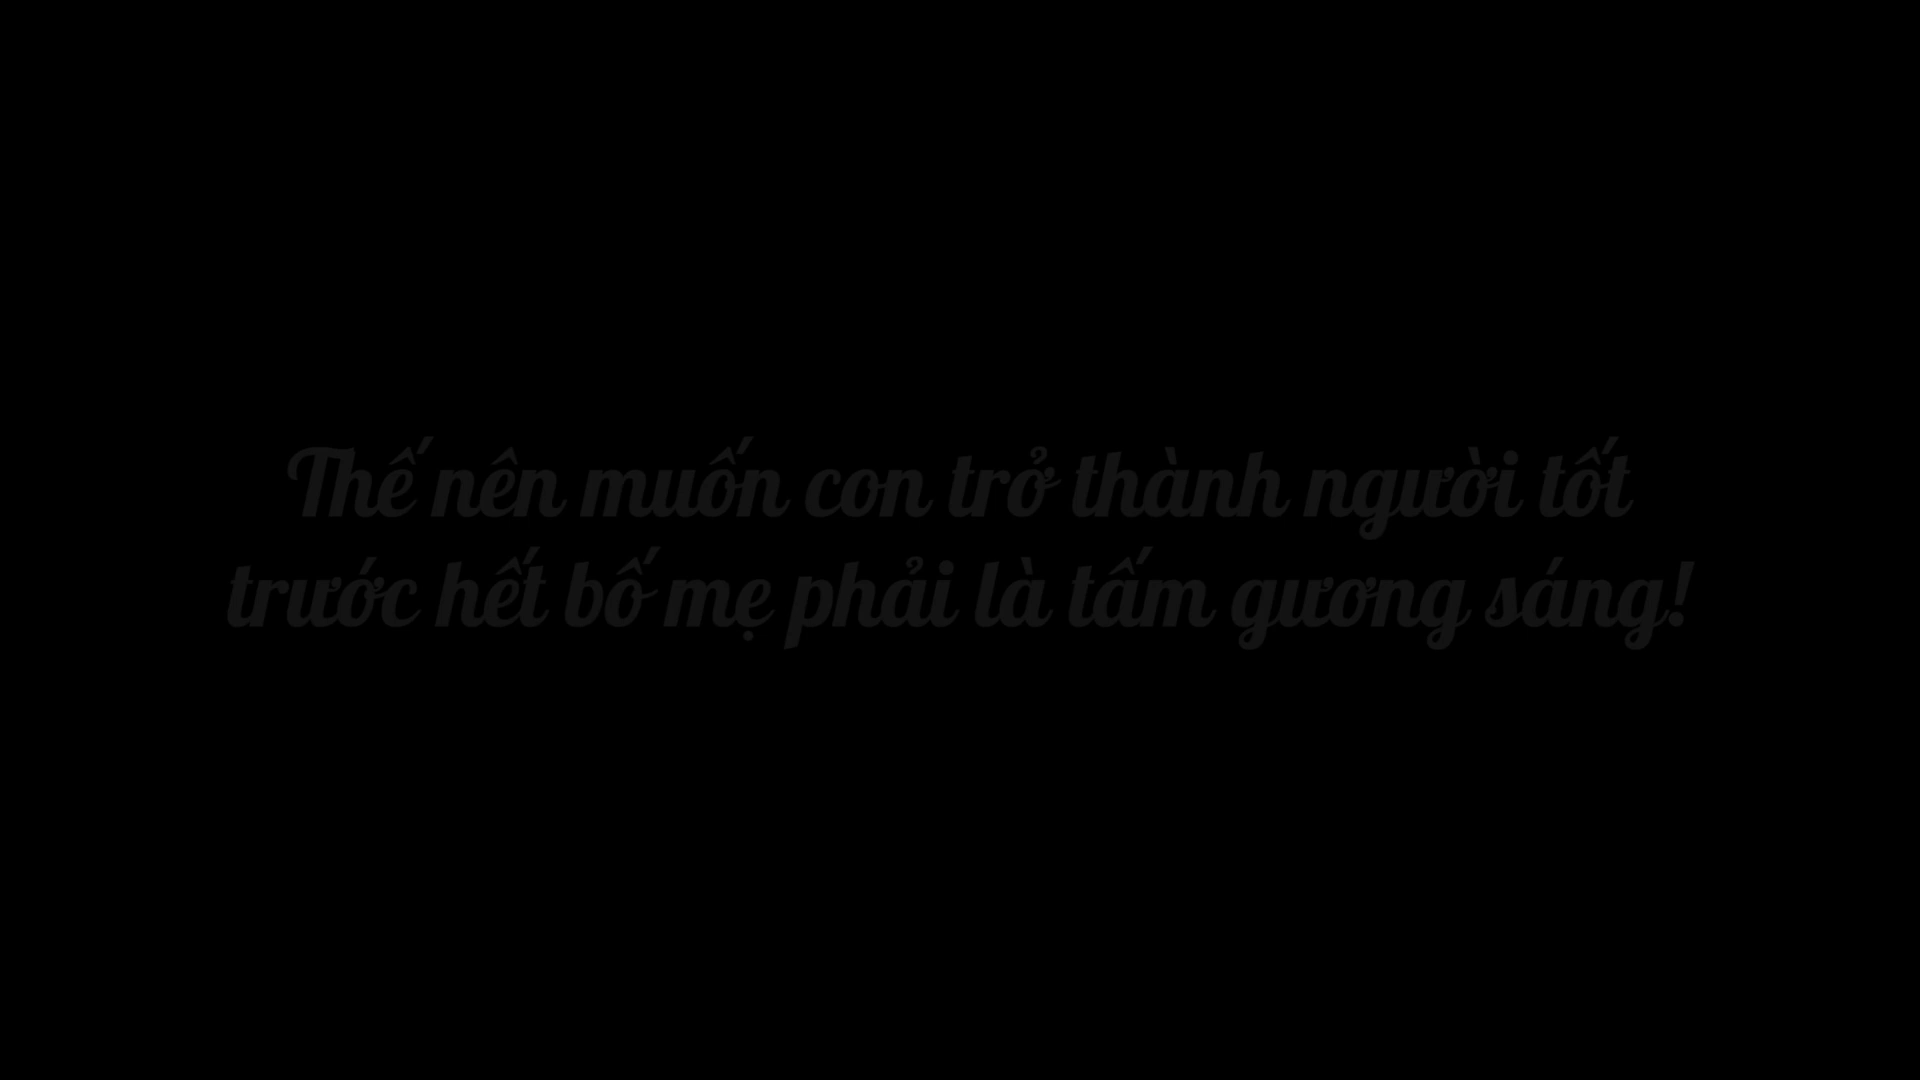 Thế nên muốn con trở thành người tốt
trước hết bố mẹ phải là tấm gương sáng!